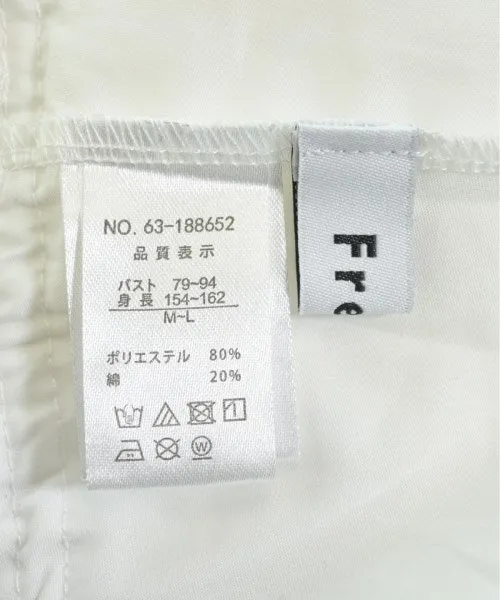 NO. 63-188652
品質表示
バスト 79~94
身長 154~162
M~L
ポリエステル 80%
綿 20%
W
Fre